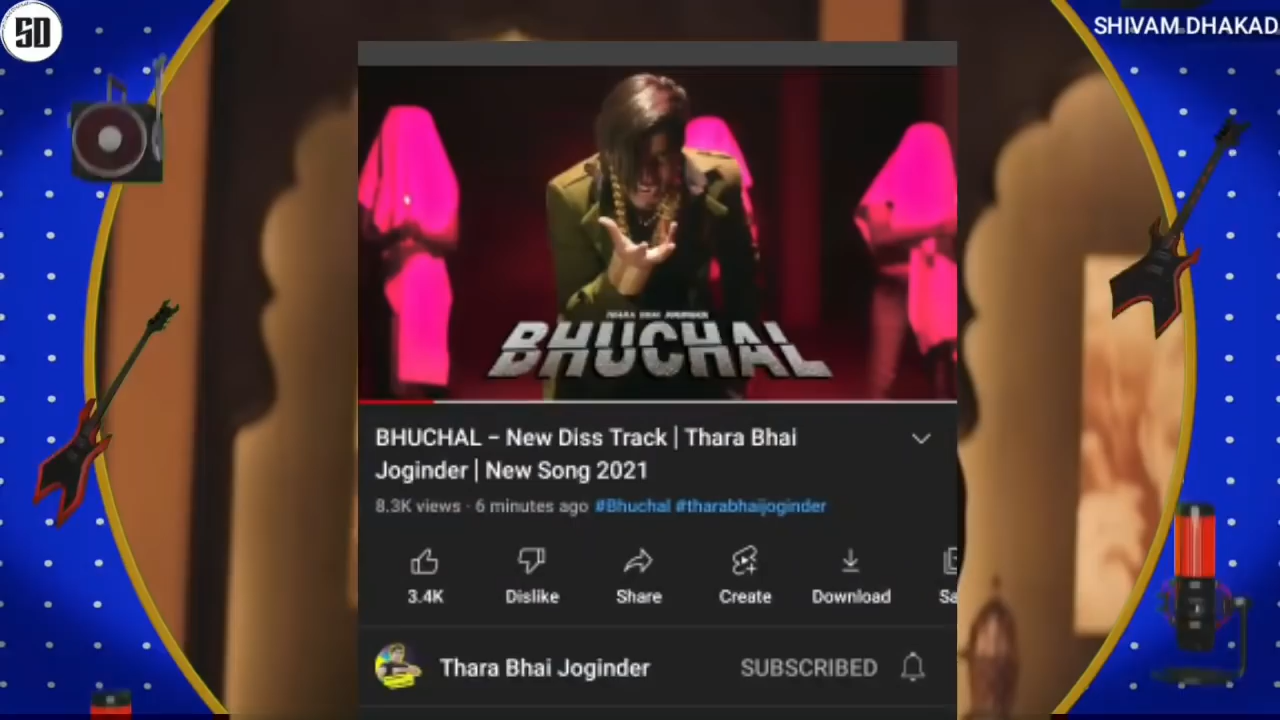 SD
SHIVAM DHAKAD
THARA BHAI JOGINDER
BHUCHAL
BHUCHAL – New Diss Track | Thara Bhai
Joginder | New Song 2021
8.3K views · 6 minutes ago #Bhuchal #tharabhaijoginder
3.4K Dislike Share Create Download Sa
Thara Bhai Joginder SUBSCRIBED